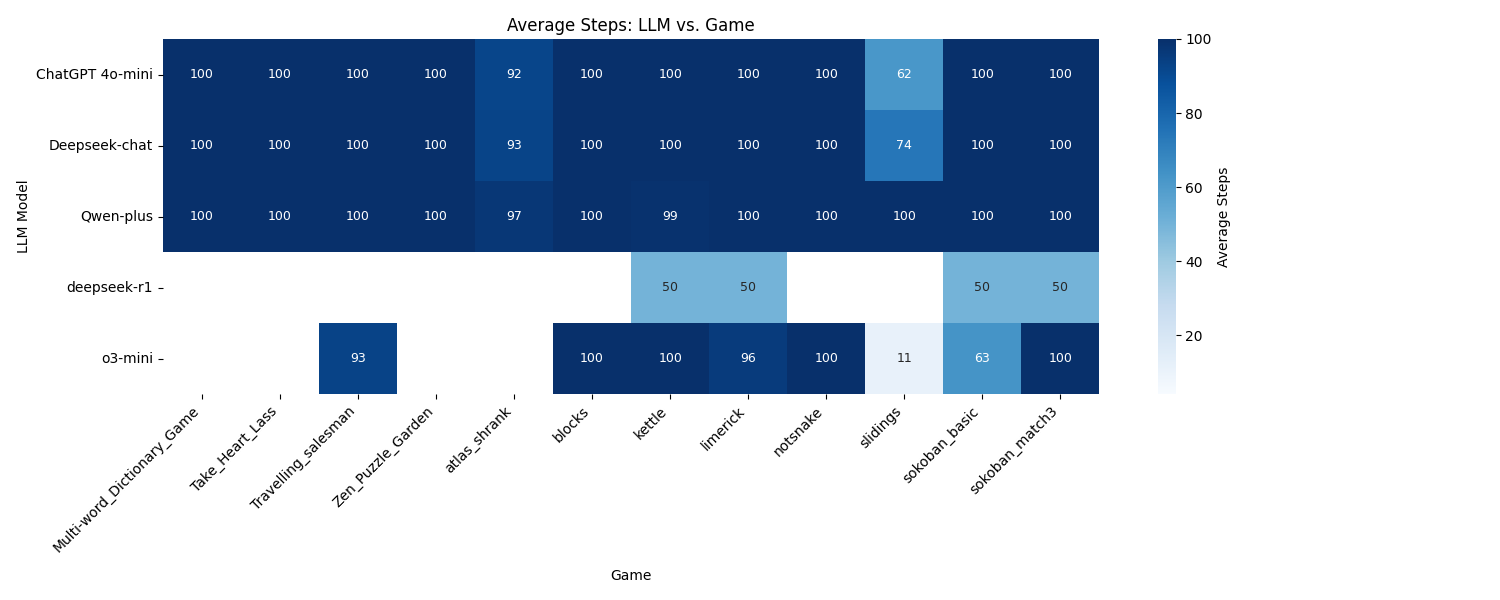 Average Steps: LLM vs. Game
LLM Model
ChatGPT 4o-mini 100 100 100 100 92 100 100 100 100 62 100 100
Deepseek-chat 100 100 100 100 93 100 100 100 100 74 100 100
Qwen-plus 100 100 100 100 97 100 99 100 100 100 100 100
deepseek-r1 50 50 50 50
o3-mini 93 100 100 96 100 11 63 100
Multi-word_Dictionary_Game
Take_Heart_Lass
Travelling_salesman
Zen_Puzzle_Garden
atlas_shrank
blocks
kettle
limerick
notsnake
slidings
sokoban_basic
sokoban_match3
Game
100
80
60
40
20
Average Steps